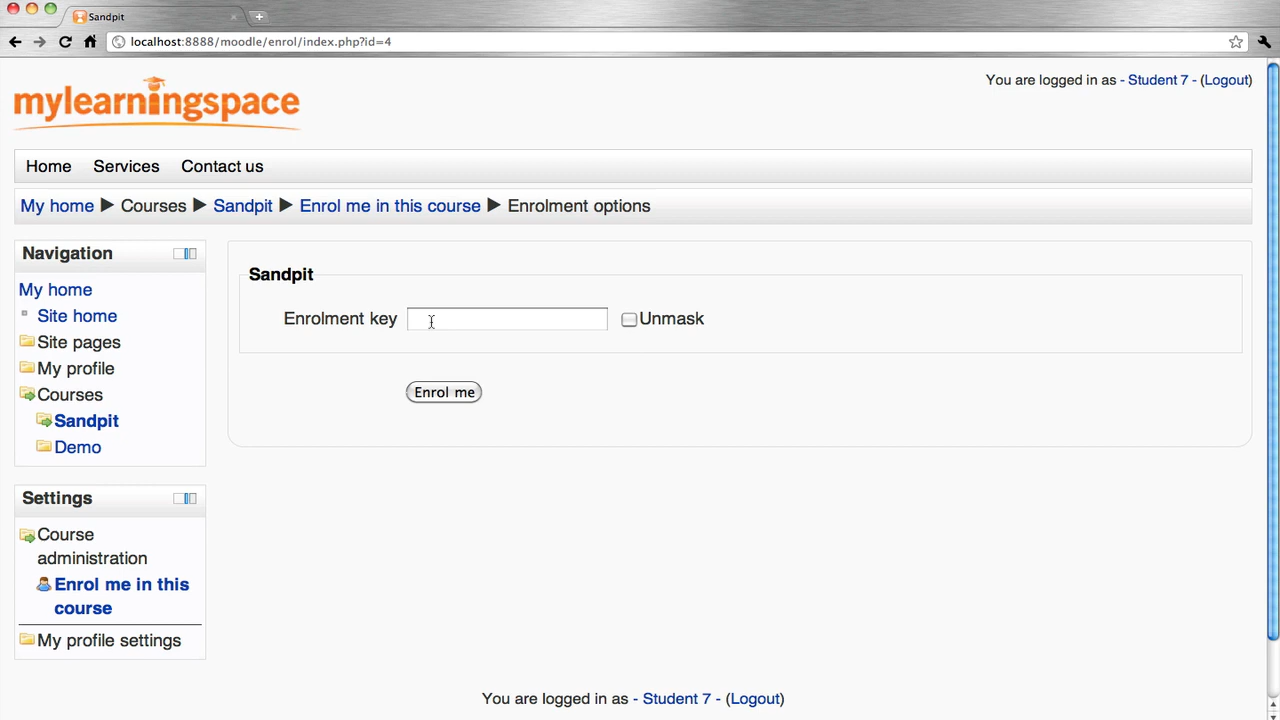 Sandpit
localhost:8888/moodle/enrol/index.php?id=4
You are logged in as - Student 7 - (Logout)
mylearningspace
Home Services Contact us
My home ▶ Courses ▶ Sandpit ▶ Enrol me in this course ▶ Enrolment options
Navigation
My home
Site home
Site pages
My profile
Courses
Sandpit
Demo
Settings
Course
administration
Enrol me in this
course
My profile settings
Sandpit
Enrolment key
Unmask
Enrol me
You are logged in as - Student 7 - (Logout)